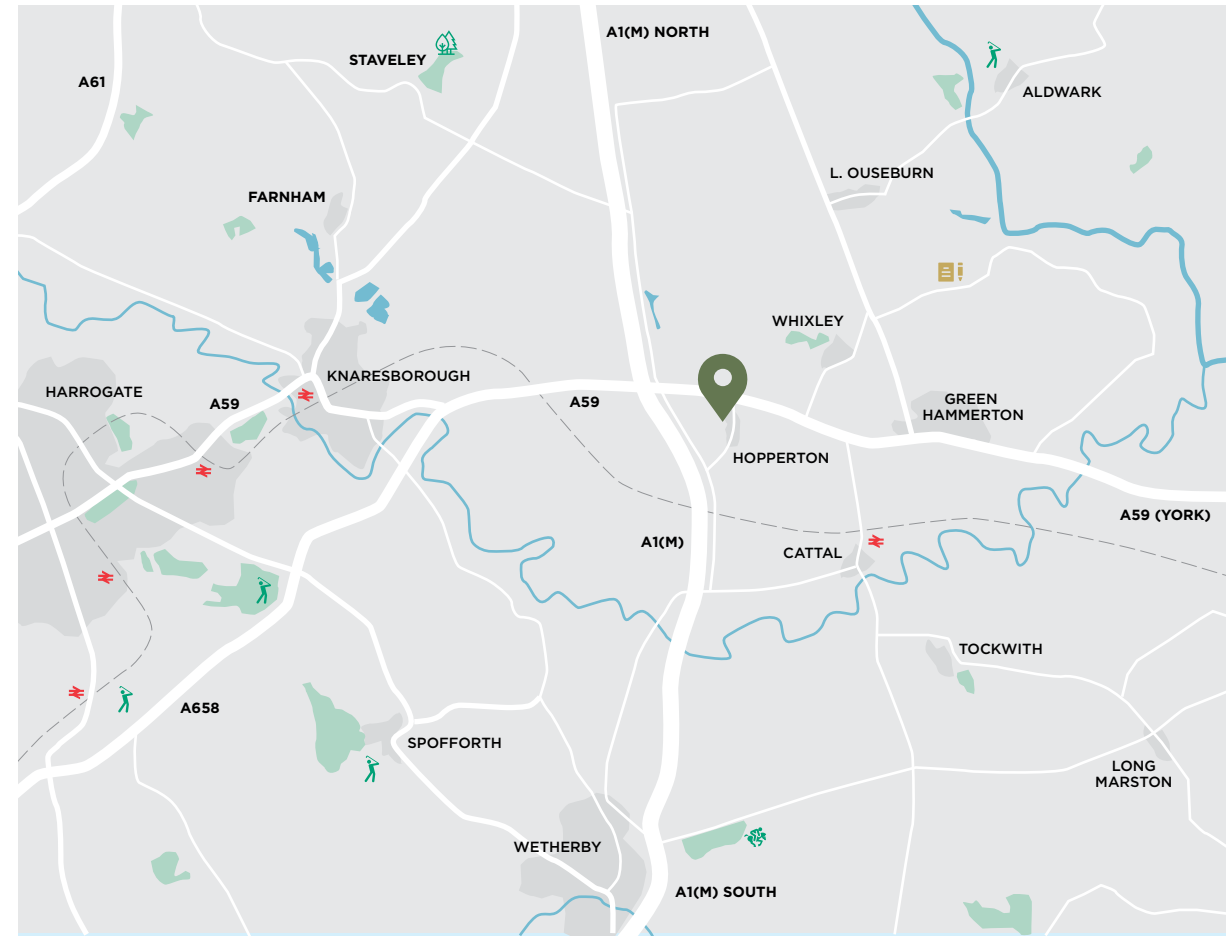 A1(M) NORTH
STAVELEY
A61
ALDWARK
L. OUSEBURN
FARNHAM
WHIXLEY
KNARESBOROUGH
HARROGATE
A59
A59
GREEN
HAMMERTON
HOPPERTON
A59 (YORK)
A1(M)
CATTAL
TOCKWITH
A658
SPOFFORTH
LONG
MARSTON
WETHERBY
A1(M) SOUTH